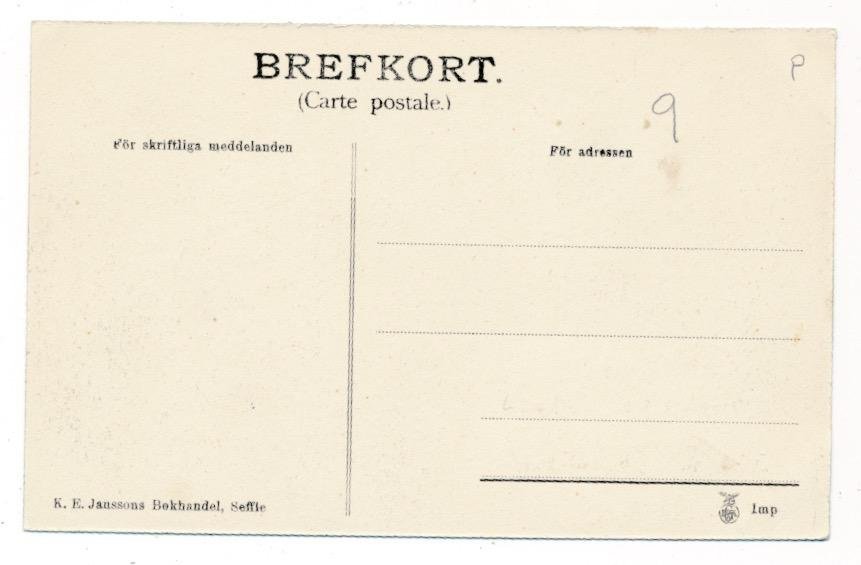 BREFKORT.
(Carte postale.)
P
9
För skriftliga meddelanden
För adressen
K. E. Janssons Bokhandel, Seffle
Imp